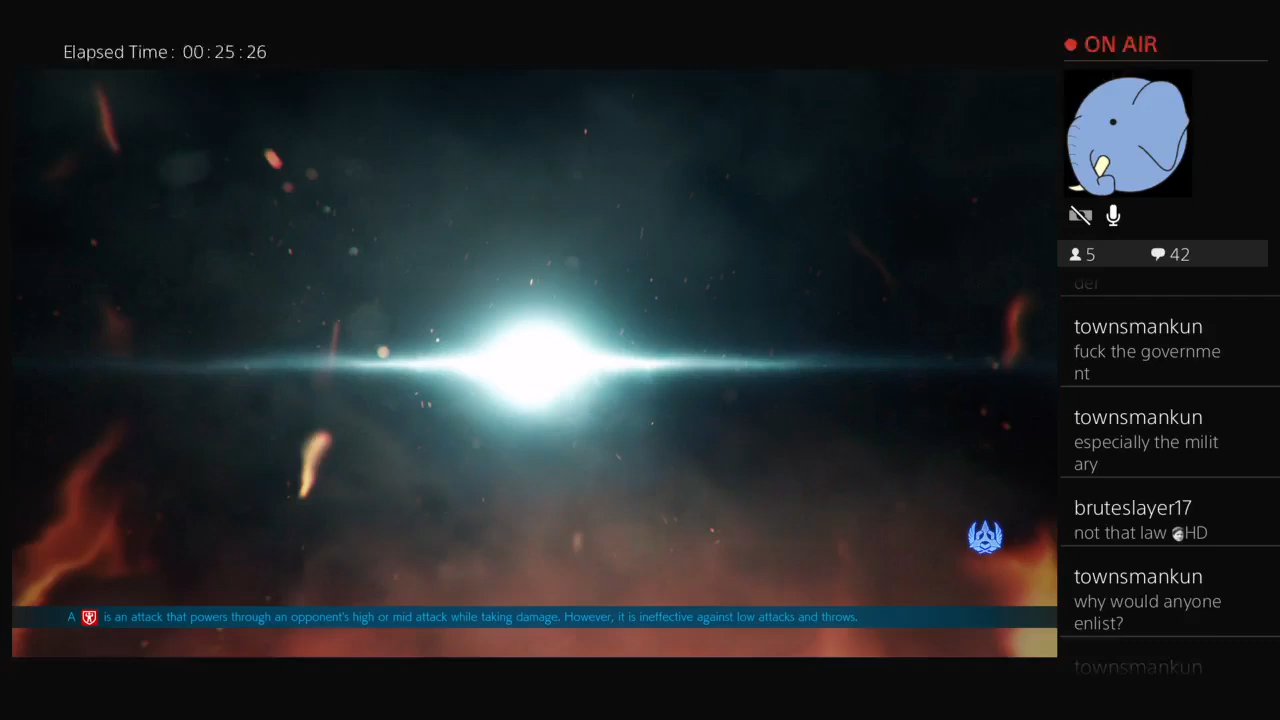 Elapsed Time: 00:25:26
ON AIR
5 42
der
townsmankun
fuck the governme
nt
townsmankun
especially the milit
ary
bruteslayer17
not that law HD
townsmankun
why would anyone
enlist?
townsmankun
A is an attack that powers through an opponent's high or mid attack while taking damage. However, it is ineffective against low attacks and throws.